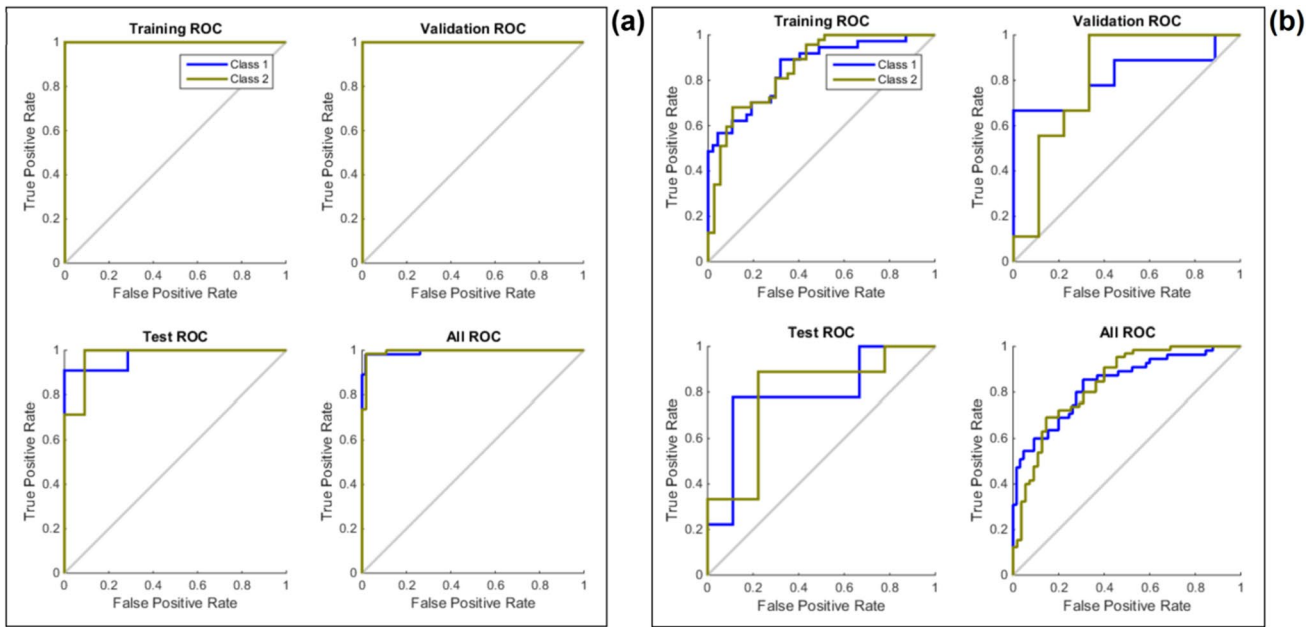 (a)
Training ROC
Class 1
Class 2
True Positive Rate
1
0.8
0.6
0.4
0.2
0
0 0.2 0.4 0.6 0.8 1
False Positive Rate
Validation ROC
True Positive Rate
1
0.8
0.6
0.4
0.2
0
0 0.2 0.4 0.6 0.8 1
False Positive Rate
Test ROC
True Positive Rate
1
0.8
0.6
0.4
0.2
0
0 0.2 0.4 0.6 0.8 1
False Positive Rate
All ROC
True Positive Rate
1
0.8
0.6
0.4
0.2
0
0 0.2 0.4 0.6 0.8 1
False Positive Rate
(b)
Training ROC
Class 1
Class 2
True Positive Rate
1
0.8
0.6
0.4
0.2
0
0 0.2 0.4 0.6 0.8 1
False Positive Rate
Validation ROC
True Positive Rate
1
0.8
0.6
0.4
0.2
0
0 0.2 0.4 0.6 0.8 1
False Positive Rate
Test ROC
True Positive Rate
1
0.8
0.6
0.4
0.2
0
0 0.2 0.4 0.6 0.8 1
False Positive Rate
All ROC
True Positive Rate
1
0.8
0.6
0.4
0.2
0
0 0.2 0.4 0.6 0.8 1
False Positive Rate